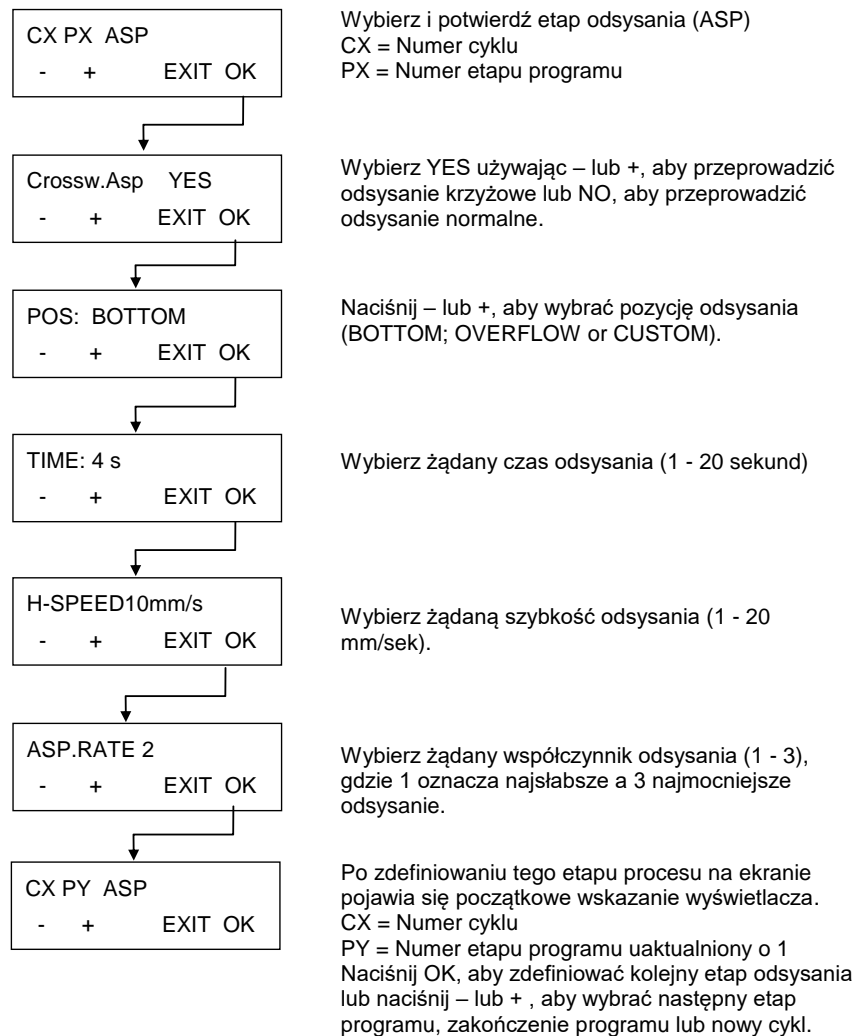 CX PX ASP
- + EXIT OK
Wybierz i potwierdź etap odsysania (ASP)
CX = Numer cyklu
PX = Numer etapu programu
Crossw.Asp YES
- + EXIT OK
Wybierz YES używając – lub +, aby przeprowadzić
odsysanie krzyżowe lub NO, aby przeprowadzić
odsysanie normalne.
POS: BOTTOM
- + EXIT OK
Naciśnij – lub +, aby wybrać pozycję odsysania
(BOTTOM; OVERFLOW or CUSTOM).
TIME: 4 s
- + EXIT OK
Wybierz żądany czas odsysania (1 - 20 sekund)
H-SPEED10mm/s
- + EXIT OK
Wybierz żądaną szybkość odsysania (1 - 20
mm/sek).
ASP.RATE 2
- + EXIT OK
Wybierz żądany współczynnik odsysania (1 - 3),
gdzie 1 oznacza najsłabsze a 3 najmocniejsze
odsysanie.
CX PY ASP
- + EXIT OK
Po zdefiniowaniu tego etapu procesu na ekranie
pojawia się początkowe wskazanie wyświetlacza.
CX = Numer cyklu
PY = Numer etapu programu uaktualniony o 1
Naciśnij OK, aby zdefiniować kolejny etap odsysania
lub naciśnij – lub + , aby wybrać następny etap
programu, zakończenie programu lub nowy cykl.